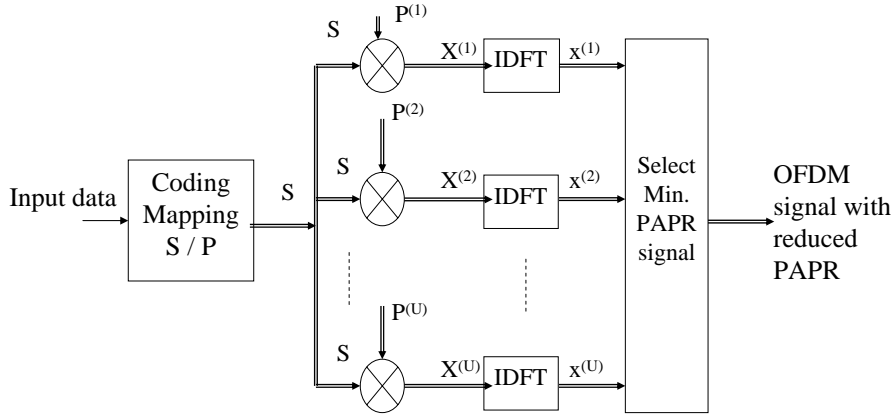 P(1)
S
X(1)
IDFT
x(1)
P(2)
S
X(2)
IDFT
x(2)
Input data
Coding
Mapping
S / P
S
Select
Min.
PAPR
signal
OFDM
signal with
reduced
PAPR
P(U)
S
X(U)
IDFT
x(U)